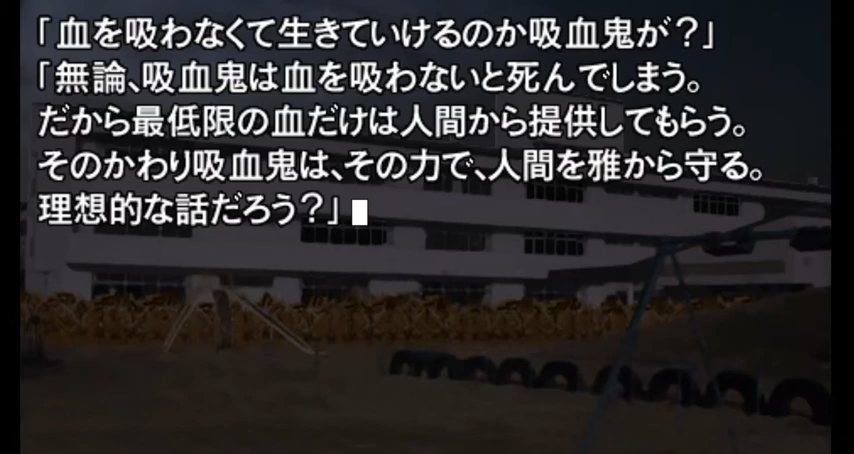 「血を吸わなくて生きていけるのか吸血鬼が？」
「無論、吸血鬼は血を吸わないと死んでしまう。
だから最低限の血だけは人間から提供してもらう。
そのかわり吸血鬼は、その力で、人間を雅から守る。
理想的な話だろう？」